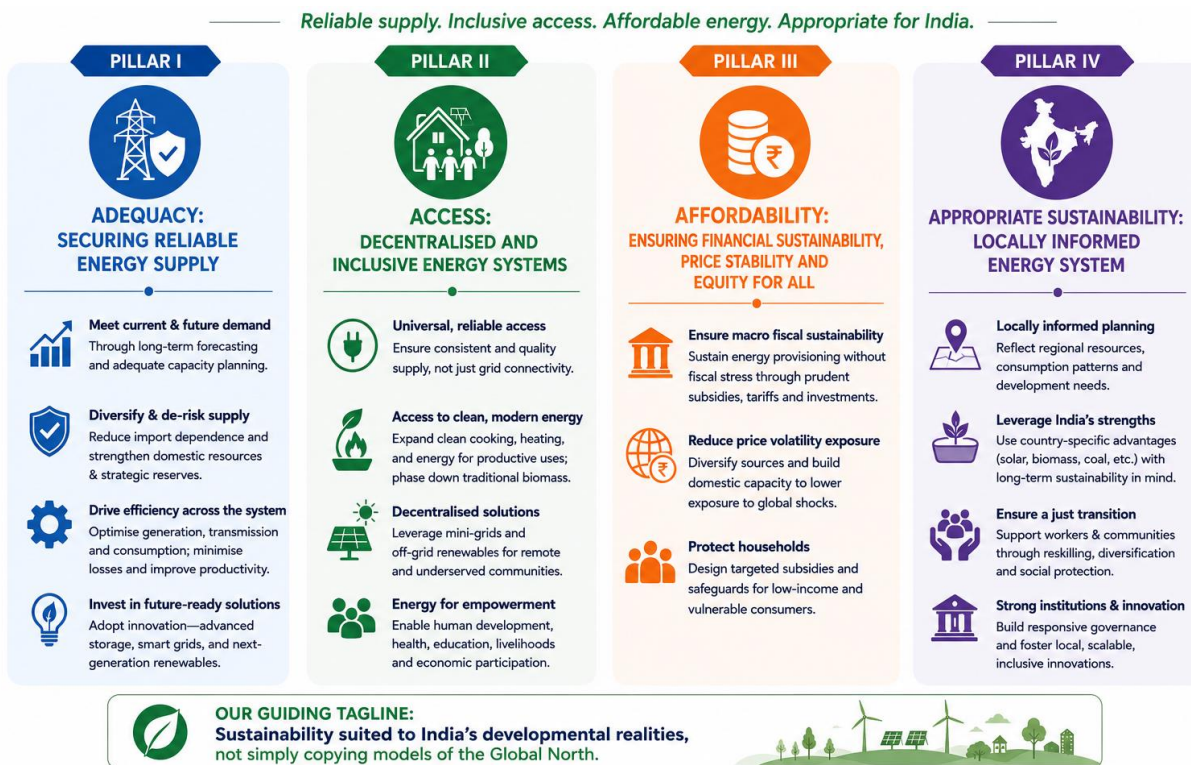 Reliable supply. Inclusive access. Affordable energy. Appropriate for India.
PILLAR I
ADEQUACY:
SECURING RELIABLE
ENERGY SUPPLY
Meet current & future demand
Through long-term forecasting
and adequate capacity planning.
Diversify & de-risk supply
Reduce import dependence and
strengthen domestic resources
& strategic reserves.
Drive efficiency across the system
Optimise generation, transmission
and consumption; minimise
losses and improve productivity.
Invest in future-ready solutions
Adopt innovation—advanced
storage, smart grids, and next-
generation renewables.
PILLAR II
ACCESS:
DECENTRALISED AND
INCLUSIVE ENERGY SYSTEMS
Universal, reliable access
Ensure consistent and quality
supply, not just grid connectivity.
Access to clean, modern energy
Expand clean cooking, heating,
and energy for productive uses;
phase down traditional biomass.
Decentralised solutions
Leverage mini-grids and
off-grid renewables for remote
and underserved communities.
Energy for empowerment
Enable human development,
health, education, livelihoods
and economic participation.
PILLAR III
₹
AFFORDABILITY:
ENSURING FINANCIAL SUSTAINABILITY,
PRICE STABILITY AND
EQUITY FOR ALL
Ensure macro fiscal sustainability
Sustain energy provisioning without
fiscal stress through prudent
subsidies, tariffs and investments.
₹
Reduce price volatility exposure
Diversify sources and build
domestic capacity to lower
exposure to global shocks.
Protect households
Design targeted subsidies and
safeguards for low-income and
vulnerable consumers.
PILLAR IV
APPROPRIATE SUSTAINABILITY:
LOCALLY INFORMED
ENERGY SYSTEM
Locally informed planning
Reflect regional resources,
consumption patterns and
development needs.
Leverage India's strengths
Use country-specific advantages
(solar, biomass, coal, etc.) with
long-term sustainability in mind.
Ensure a just transition
Support workers & communities
through reskilling, diversification
and social protection.
Strong institutions & innovation
Build responsive governance
and foster local, scalable,
inclusive innovations.
OUR GUIDING TAGLINE:
Sustainability suited to India's developmental realities,
not simply copying models of the Global North.